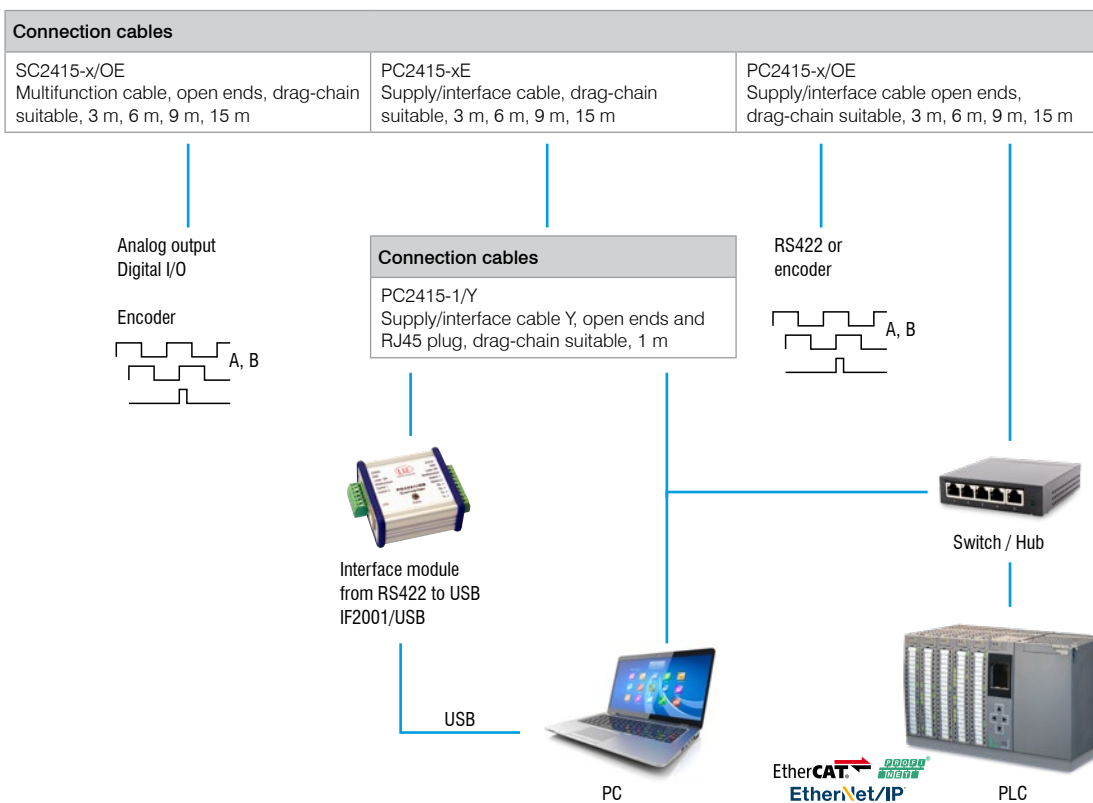 Connection cables
SC2415-x/OE
Multifunction cable, open ends, drag-chain
suitable, 3 m, 6 m, 9 m, 15 m
PC2415-xE
Supply/interface cable, drag-chain
suitable, 3 m, 6 m, 9 m, 15 m
PC2415-x/OE
Supply/interface cable open ends,
drag-chain suitable, 3 m, 6 m, 9 m, 15 m
Analog output
Digital I/O
Encoder
A, B
Connection cables
PC2415-1/Y
Supply/interface cable Y, open ends and
RJ45 plug, drag-chain suitable, 1 m
RS422 or
encoder
A, B
Interface module
from RS422 to USB
IF2001/USB
Switch / Hub
USB
PC
EtherCAT®
PROFI
NET®
EtherNet/IP
PLC